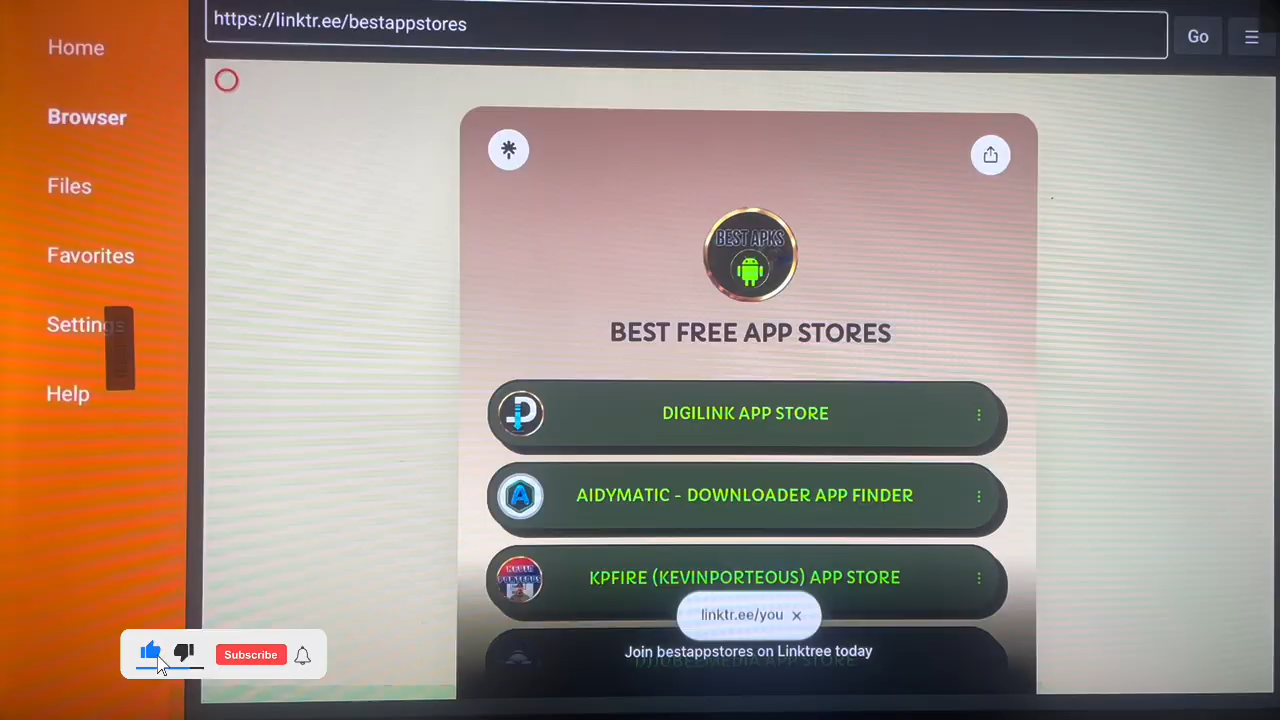 https://linktr.ee/bestappstores
Go
Home
Browser
Files
Favorites
Settings
Help
BEST APKS
BEST FREE APP STORES
DIGILINK APP STORE
AIDYMATIC - DOWNLOADER APP FINDER
KPFIRE (KEVINPORTEOUS) APP STORE
linktr.ee/you
Join bestappstores on Linktree today
Subscribe